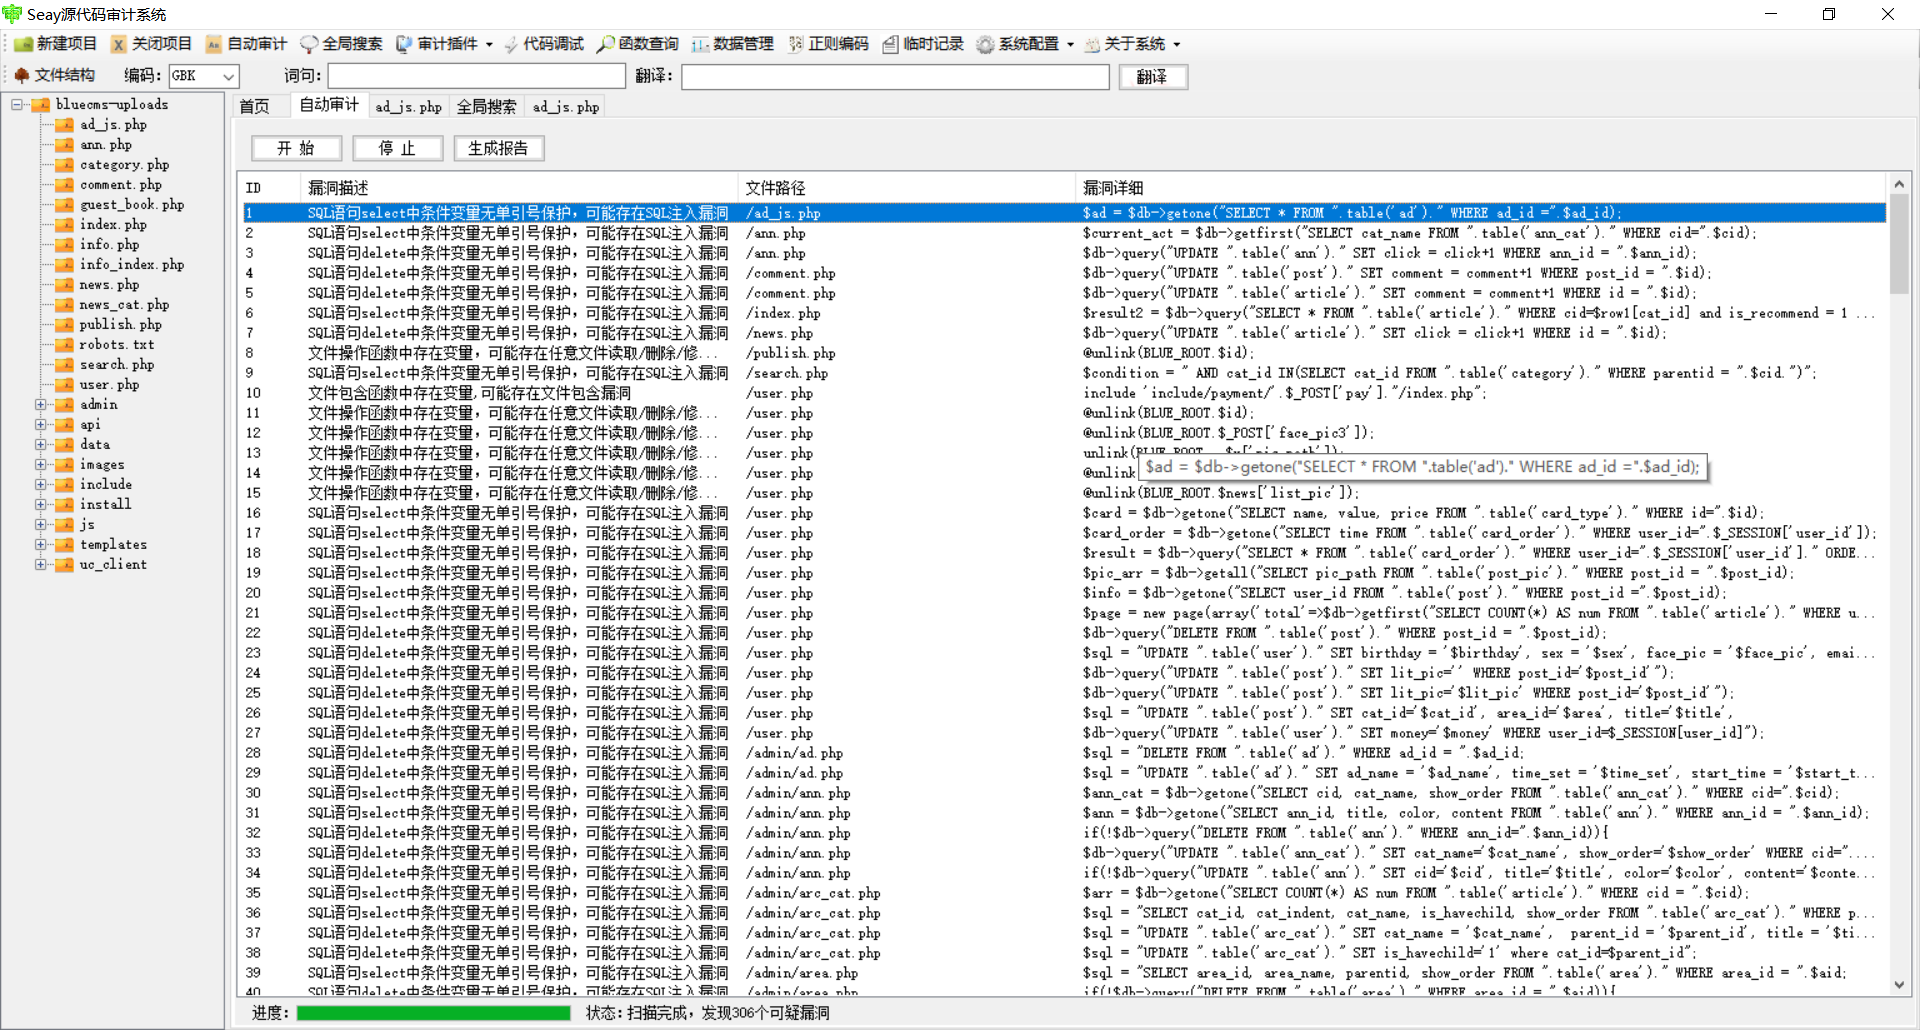 Seay源代码审计系统
新建项目 关闭项目 自动审计 全局搜索 审计插件 代码调试 函数查询 数据管理 正则编码 临时记录 系统配置 关于系统
文件结构 编码: GBK 词句: 翻译: 翻译
bluecms-uploads
ad_js.php
ann.php
category.php
comment.php
guest_book.php
index.php
info.php
info_index.php
news.php
news_cat.php
publish.php
robots.txt
search.php
user.php
admin
api
data
images
include
install
js
templates
uc_client
首页 自动审计 ad_js.php 全局搜索 ad_js.php
开 始 停 止 生成报告
ID 漏洞描述 文件路径 漏洞详细
1 SQL语句select中条件变量无单引号保护，可能存在SQL注入漏洞 /ad_js.php $ad = $db->getone("SELECT * FROM ".table('ad')." WHERE ad_id =".$ad_id);
2 SQL语句select中条件变量无单引号保护，可能存在SQL注入漏洞 /ann.php $current_act = $db->getfirst("SELECT cat_name FROM ".table('ann_cat')." WHERE cid=".$cid);
3 SQL语句delete中条件变量无单引号保护，可能存在SQL注入漏洞 /ann.php $db->query("UPDATE ".table('ann')." SET click = click+1 WHERE ann_id = ".$ann_id);
4 SQL语句delete中条件变量无单引号保护，可能存在SQL注入漏洞 /comment.php $db->query("UPDATE ".table('post')." SET comment = comment+1 WHERE post_id = ".$id);
5 SQL语句delete中条件变量无单引号保护，可能存在SQL注入漏洞 /comment.php $db->query("UPDATE ".table('article')." SET comment = comment+1 WHERE id = ".$id);
6 SQL语句select中条件变量无单引号保护，可能存在SQL注入漏洞 /index.php $result2 = $db->query("SELECT * FROM ".table('article')." WHERE cid=$row1[cat_id] and is_recommend = 1 ...
7 SQL语句delete中条件变量无单引号保护，可能存在SQL注入漏洞 /news.php $db->query("UPDATE ".table('article')." SET click = click+1 WHERE id = ".$id);
8 文件操作函数中存在变量，可能存在任意文件读取/删除/修... /publish.php @unlink(BLUE_ROOT.$id);
9 SQL语句select中条件变量无单引号保护，可能存在SQL注入漏洞 /search.php $condition = " AND cat_id IN(SELECT cat_id FROM ".table('category')." WHERE parentid = ".$cid.")";
10 文件包含函数中存在变量,可能存在文件包含漏洞 /user.php include 'include/payment/'.$_POST['pay']."/index.php";
11 文件操作函数中存在变量，可能存在任意文件读取/删除/修... /user.php @unlink(BLUE_ROOT.$id);
12 文件操作函数中存在变量，可能存在任意文件读取/删除/修... /user.php @unlink(BLUE_ROOT.$_POST['face_pic3']);
13 文件操作函数中存在变量，可能存在任意文件读取/删除/修... /user.php
$ad = $db->getone("SELECT * FROM ".table('ad')." WHERE ad_id =".$ad_id);
14 文件操作函数中存在变量，可能存在任意文件读取/删除/修... /user.php @unlink
15 文件操作函数中存在变量，可能存在任意文件读取/删除/修... /user.php @unlink(BLUE_ROOT.$news['list_pic']);
16 SQL语句select中条件变量无单引号保护，可能存在SQL注入漏洞 /user.php $card = $db->getone("SELECT name, value, price FROM ".table('card_type')." WHERE id=".$id);
17 SQL语句select中条件变量无单引号保护，可能存在SQL注入漏洞 /user.php $card_order = $db->getone("SELECT time FROM ".table('card_order')." WHERE user_id=".$_SESSION['user_id']);
18 SQL语句select中条件变量无单引号保护，可能存在SQL注入漏洞 /user.php $result = $db->query("SELECT * FROM ".table('card_order')." WHERE user_id=".$_SESSION['user_id']." ORDE...
19 SQL语句select中条件变量无单引号保护，可能存在SQL注入漏洞 /user.php $pic_arr = $db->getall("SELECT pic_path FROM ".table('post_pic')." WHERE post_id = ".$post_id);
20 SQL语句select中条件变量无单引号保护，可能存在SQL注入漏洞 /user.php $info = $db->getone("SELECT user_id FROM ".table('post')." WHERE post_id =".$post_id);
21 SQL语句select中条件变量无单引号保护，可能存在SQL注入漏洞 /user.php $page = new page(array('total'=>$db->getfirst("SELECT COUNT(*) AS num FROM ".table('article')." WHERE u...
22 SQL语句delete中条件变量无单引号保护，可能存在SQL注入漏洞 /user.php $db->query("DELETE FROM ".table('post')." WHERE post_id = ".$post_id);
23 SQL语句delete中条件变量无单引号保护，可能存在SQL注入漏洞 /user.php $sql = "UPDATE ".table('user')." SET birthday = '$birthday', sex = '$sex', face_pic = '$face_pic', emai...
24 SQL语句delete中条件变量无单引号保护，可能存在SQL注入漏洞 /user.php $db->query("UPDATE ".table('post')." SET lit_pic='' WHERE post_id='$post_id'");
25 SQL语句delete中条件变量无单引号保护，可能存在SQL注入漏洞 /user.php $db->query("UPDATE ".table('post')." SET lit_pic='$lit_pic' WHERE post_id='$post_id'");
26 SQL语句delete中条件变量无单引号保护，可能存在SQL注入漏洞 /user.php $sql = "UPDATE ".table('post')." SET cat_id='$cat_id', area_id='$area', title='$title',
27 SQL语句delete中条件变量无单引号保护，可能存在SQL注入漏洞 /user.php $db->query("UPDATE ".table('user')." SET money='$money' WHERE user_id=$_SESSION[user_id]");
28 SQL语句delete中条件变量无单引号保护，可能存在SQL注入漏洞 /admin/ad.php $sql = "DELETE FROM ".table('ad')." WHERE ad_id = ".$ad_id;
29 SQL语句delete中条件变量无单引号保护，可能存在SQL注入漏洞 /admin/ad.php $sql = "UPDATE ".table('ad')." SET ad_name = '$ad_name', time_set = '$time_set', start_time = '$start_t...
30 SQL语句select中条件变量无单引号保护，可能存在SQL注入漏洞 /admin/ann.php $ann_cat = $db->getone("SELECT cid, cat_name, show_order FROM ".table('ann_cat')." WHERE cid=".$cid);
31 SQL语句select中条件变量无单引号保护，可能存在SQL注入漏洞 /admin/ann.php $ann = $db->getone("SELECT ann_id, title, color, content FROM ".table('ann')." WHERE ann_id = ".$ann_id);
32 SQL语句delete中条件变量无单引号保护，可能存在SQL注入漏洞 /admin/ann.php if(!$db->query("DELETE FROM ".table('ann')." WHERE ann_id=".$ann_id)){
33 SQL语句delete中条件变量无单引号保护，可能存在SQL注入漏洞 /admin/ann.php $db->query("UPDATE ".table('ann_cat')." SET cat_name='$cat_name', show_order='$show_order' WHERE cid="....
34 SQL语句delete中条件变量无单引号保护，可能存在SQL注入漏洞 /admin/ann.php if(!$db->query("UPDATE ".table('ann')." SET cid='$cid', title='$title', color='$color', content='$conte...
35 SQL语句select中条件变量无单引号保护，可能存在SQL注入漏洞 /admin/arc_cat.php $arr = $db->getone("SELECT COUNT(*) AS num FROM ".table('article')." WHERE cid = ".$cid);
36 SQL语句select中条件变量无单引号保护，可能存在SQL注入漏洞 /admin/arc_cat.php $sql = "SELECT cat_id, cat_indent, cat_name, is_havechild, show_order FROM ".table('arc_cat')." WHERE p...
37 SQL语句delete中条件变量无单引号保护，可能存在SQL注入漏洞 /admin/arc_cat.php $sql = "UPDATE ".table('arc_cat')." SET cat_name = '$cat_name', parent_id = '$parent_id', title = '$ti...
38 SQL语句delete中条件变量无单引号保护，可能存在SQL注入漏洞 /admin/arc_cat.php $sql = "UPDATE ".table('arc_cat')." SET is_havechild='1' where cat_id=$parent_id";
39 SQL语句select中条件变量无单引号保护，可能存在SQL注入漏洞 /admin/area.php $sql = "SELECT area_id, area_name, parentid, show_order FROM ".table('area')." WHERE area_id = ".$aid;
40 SQL语句delete中条件变量无单引号保护，可能存在SQL注入漏洞 /admin/area.php if(!$db->query("DELETE FROM ".table('area')." WHERE area_id = ".$aid)){
进度: 状态:扫描完成，发现306个可疑漏洞